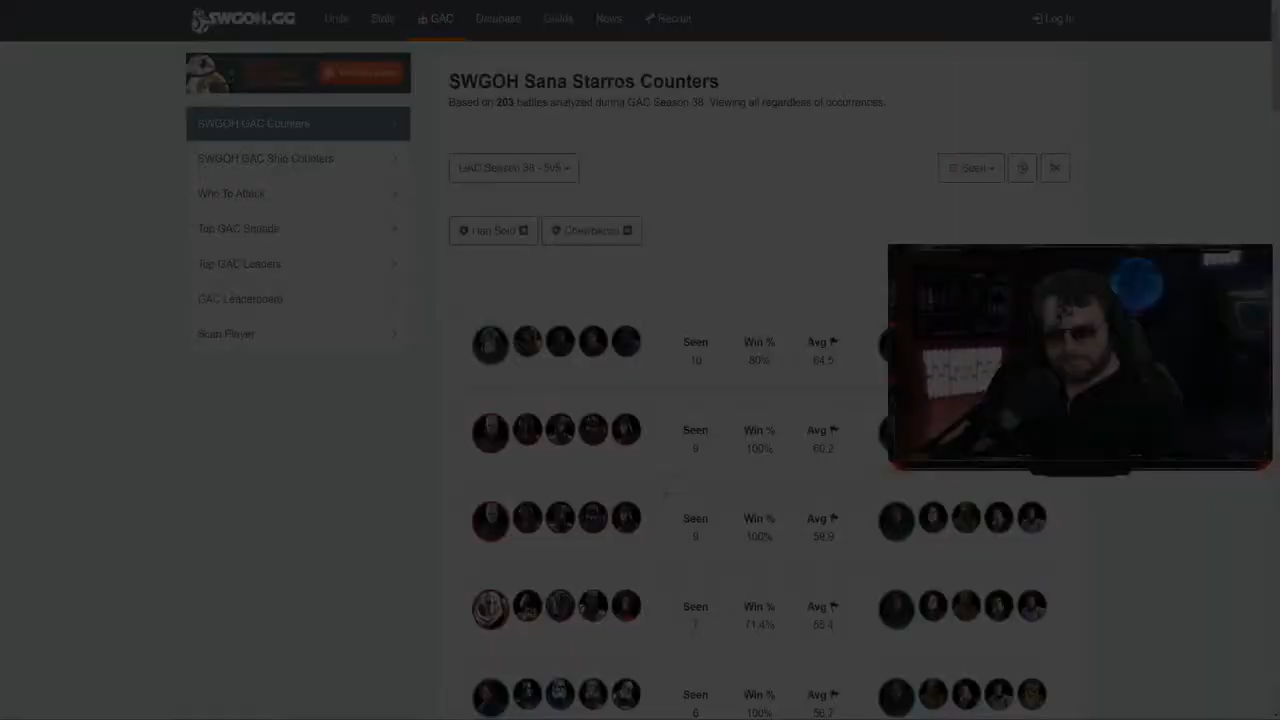 SWGOH.GG
Units
Stats
GAC
Database
Guilds
News
Recruit
Log In
SWGOH GAC Counters
SWGOH GAC Ship Counters
Who To Attack
Top GAC Squads
Top GAC Leaders
GAC Leaderboard
Scan Player
SWGOH Sana Starros Counters
Based on 203 battles analyzed during GAC Season 38. Viewing all regardless of occurrences.
GAC Season 38 - 5v5
Seen
Han Solo
Chewbacca
Seen Win % Avg
10 80% 64.5
Seen Win % Avg
9 100% 60.2
Seen Win % Avg
9 100% 58.9
Seen Win % Avg
7 71.4% 55.4
Seen Win % Avg
6 100% 56.7